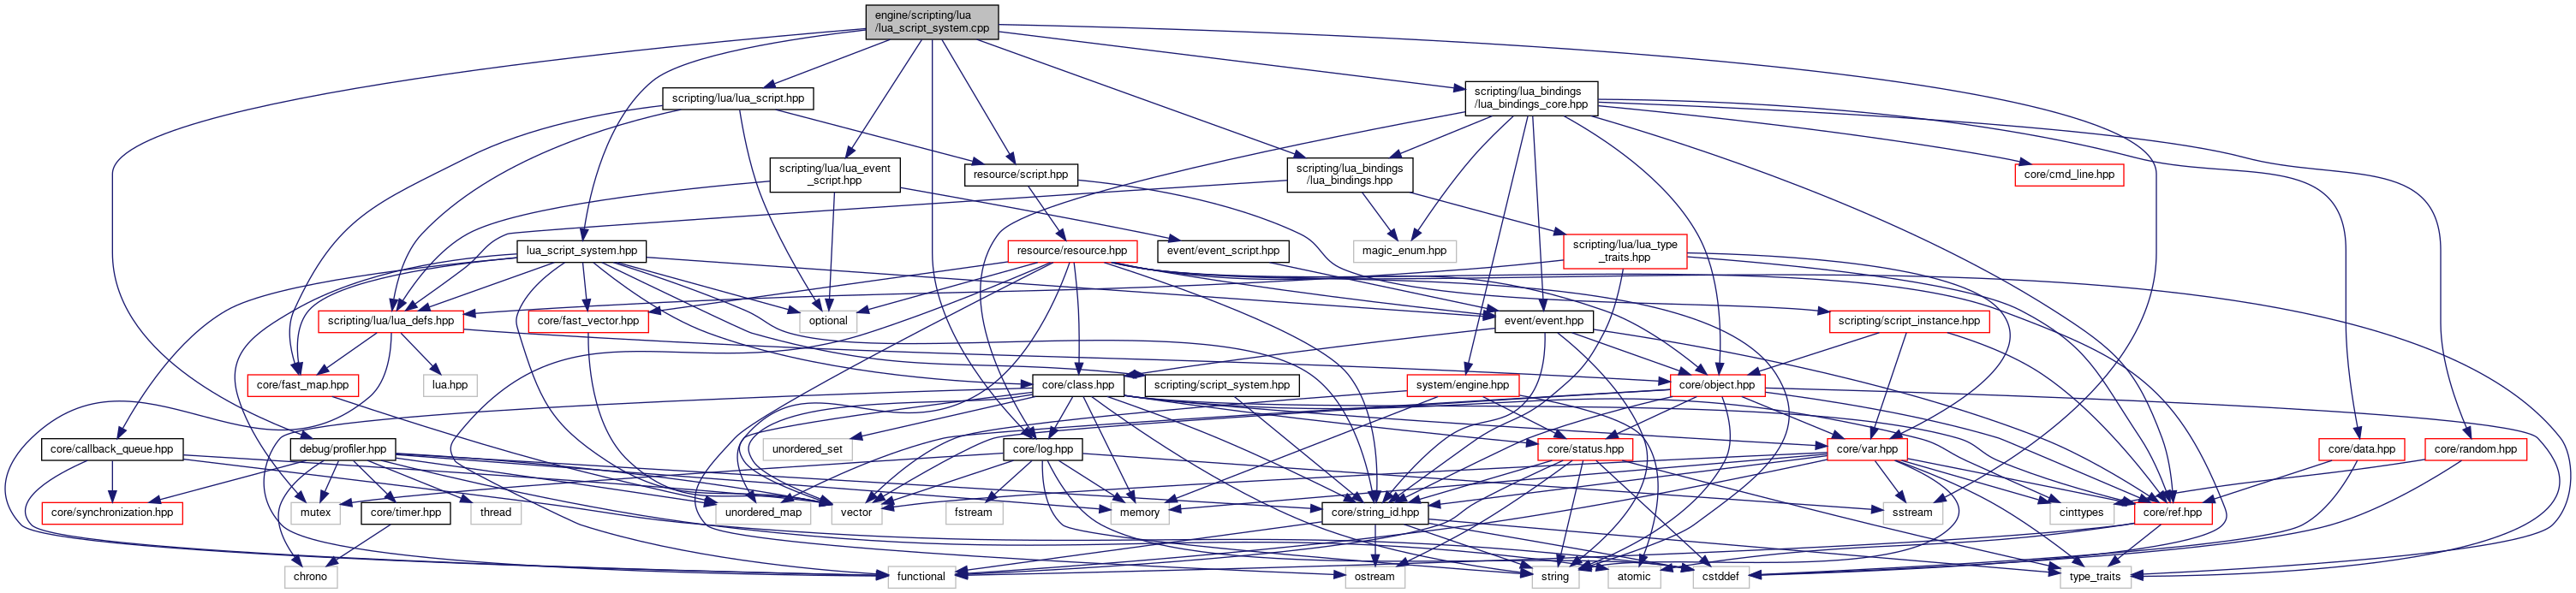 engine/scripting/lua
/lua_script_system.cpp
scripting/lua/lua_script.hpp
scripting/lua_bindings
/lua_bindings_core.hpp
scripting/lua/lua_event
_script.hpp
resource/script.hpp
scripting/lua_bindings
/lua_bindings.hpp
core/cmd_line.hpp
lua_script_system.hpp
resource/resource.hpp
event/event_script.hpp
magic_enum.hpp
scripting/lua/lua_type
_traits.hpp
scripting/lua/lua_defs.hpp
core/fast_vector.hpp
optional
event/event.hpp
scripting/script_instance.hpp
core/fast_map.hpp
lua.hpp
core/class.hpp
scripting/script_system.hpp
system/engine.hpp
core/object.hpp
core/callback_queue.hpp
debug/profiler.hpp
unordered_set
core/log.hpp
core/status.hpp
core/var.hpp
core/data.hpp
core/random.hpp
core/synchronization.hpp
mutex
core/timer.hpp
thread
unordered_map
vector
fstream
memory
core/string_id.hpp
sstream
cinttypes
core/ref.hpp
chrono
functional
ostream
string
atomic
cstddef
type_traits